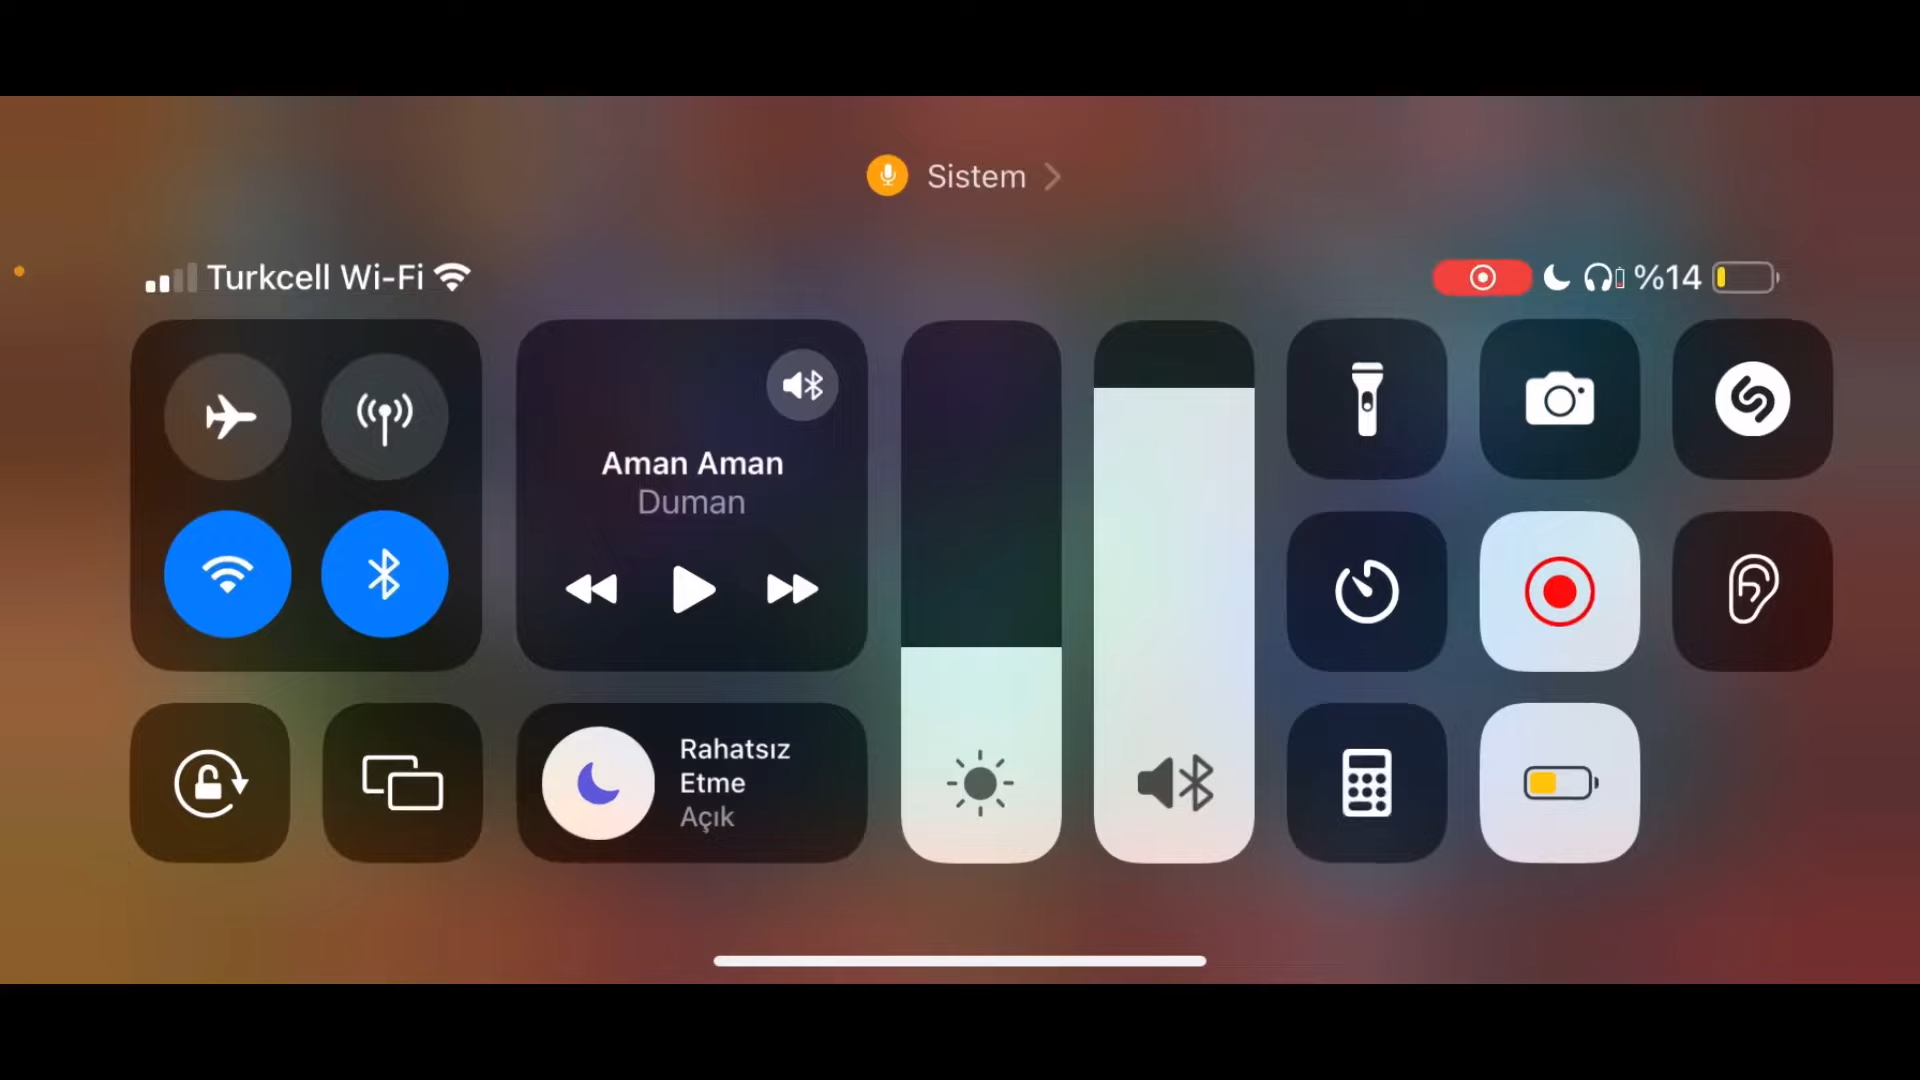 Sistem
Turkcell Wi-Fi
%14
Aman Aman
Duman
Rahatsız
Etme
Açık